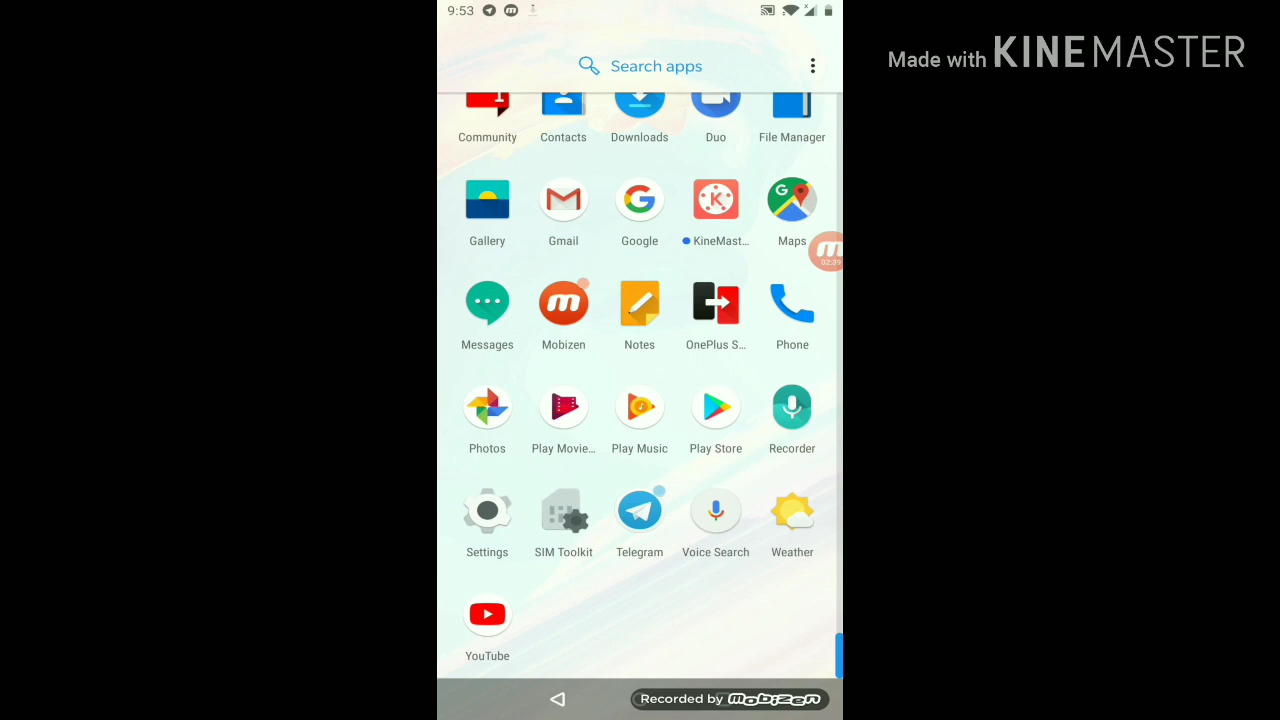 9:53
Made with KINEMASTER
Search apps
Community Contacts Downloads Duo File Manager
Gallery Gmail Google KineMast... Maps
02:39
Messages Mobizen Notes OnePlus S... Phone
Photos Play Movie... Play Music Play Store Recorder
Settings SIM Toolkit Telegram Voice Search Weather
YouTube
Recorded by mobizen